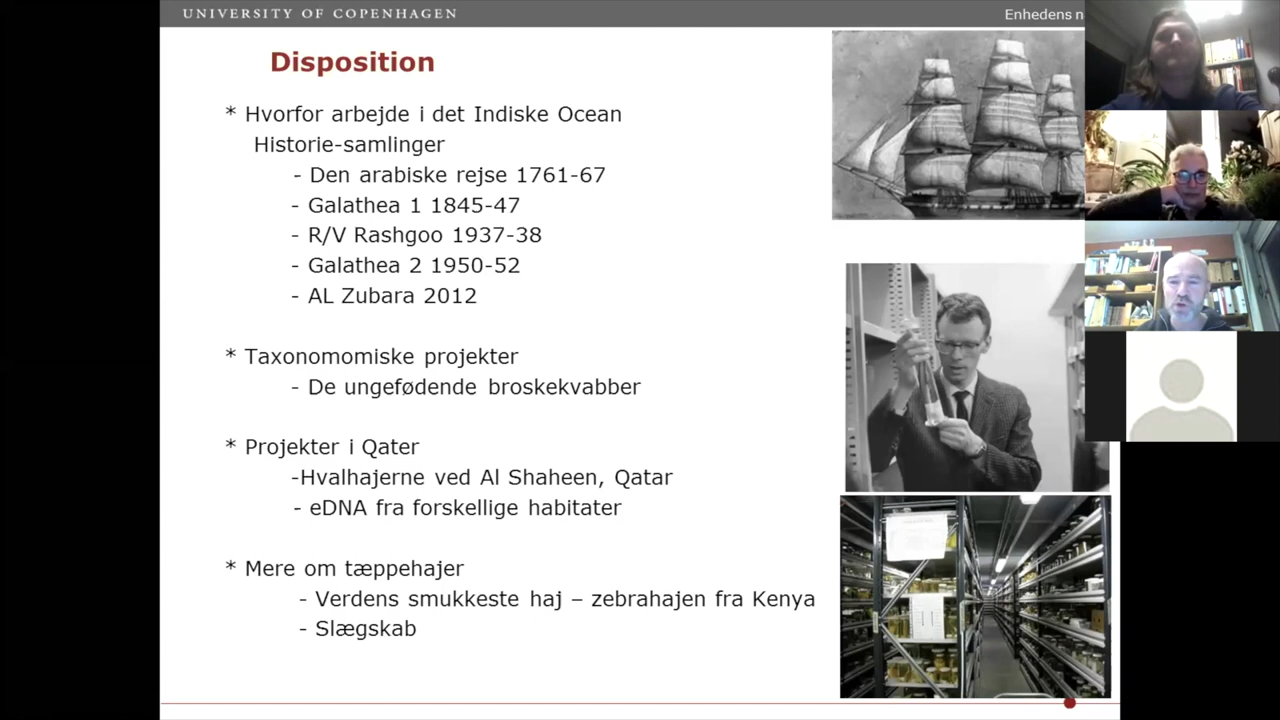 UNIVERSITY OF COPENHAGEN
Enhedens n
Disposition
* Hvorfor arbejde i det Indiske Ocean
Historie-samlinger
- Den arabiske rejse 1761-67
- Galathea 1 1845-47
- R/V Rashgoo 1937-38
- Galathea 2 1950-52
- AL Zubara 2012
* Taxonomomiske projekter
- De ungefødende broskekvabber
* Projekter i Qater
-Hvalhajerne ved Al Shaheen, Qatar
- eDNA fra forskellige habitater
* Mere om tæppehajer
- Verdens smukkeste haj – zebrahajen fra Kenya
- Slægskab
11